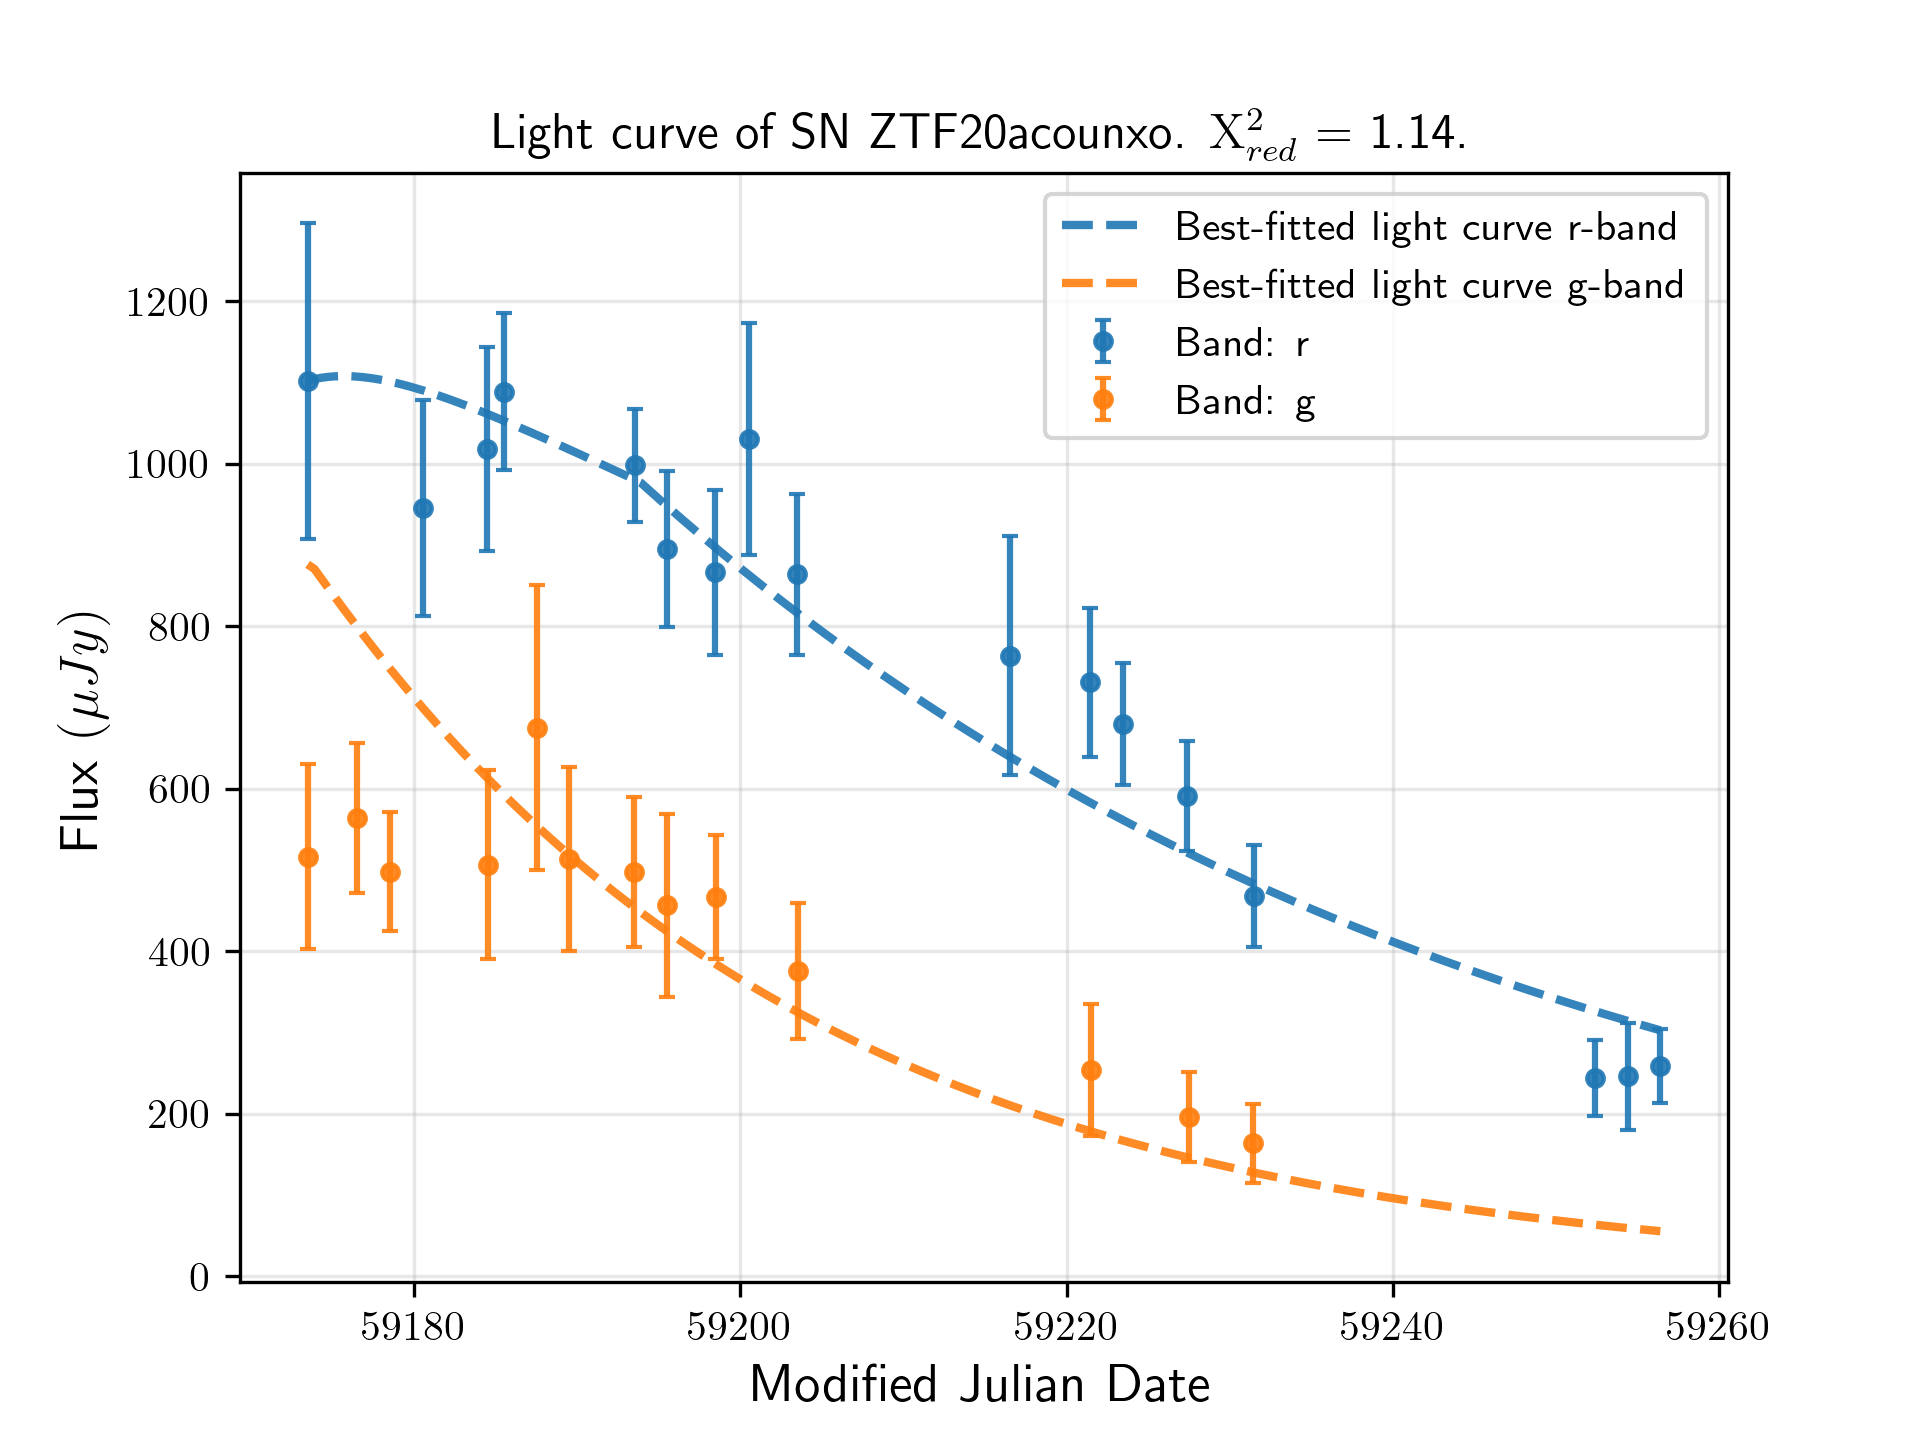 Light curve of SN ZTF20acounxo. X²_red = 1.14.
Best-fitted light curve r-band
Best-fitted light curve g-band
Band: r
Band: g
Flux (μJy)
1200
1000
800
600
400
200
0
59180 59200 59220 59240 59260
Modified Julian Date